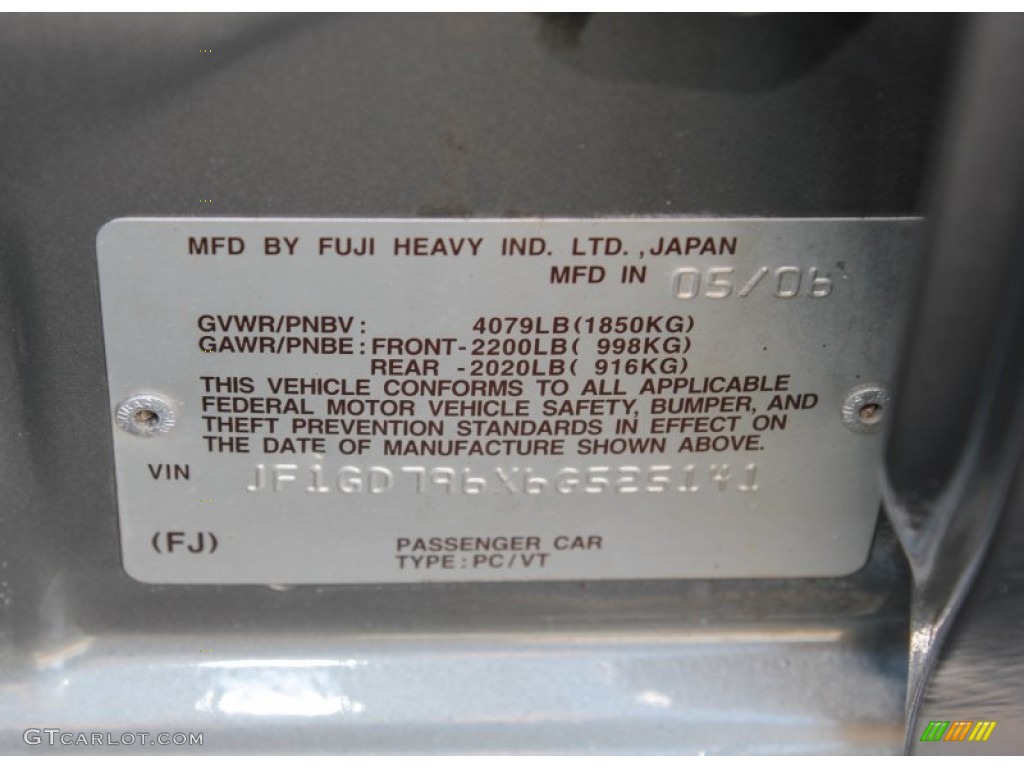 MFD BY FUJI HEAVY IND. LTD., JAPAN
MFD IN 05/06
GVWR/PNBV: 4079LB(1850KG)
GAWR/PNBE: FRONT-2200LB( 998KG)
REAR -2020LB( 916KG)
THIS VEHICLE CONFORMS TO ALL APPLICABLE
FEDERAL MOTOR VEHICLE SAFETY, BUMPER, AND
THEFT PREVENTION STANDARDS IN EFFECT ON
THE DATE OF MANUFACTURE SHOWN ABOVE.
VIN JF1GD796X6G525141
(FJ) PASSENGER CAR
TYPE: PC/VT
GTCARLOT.COM